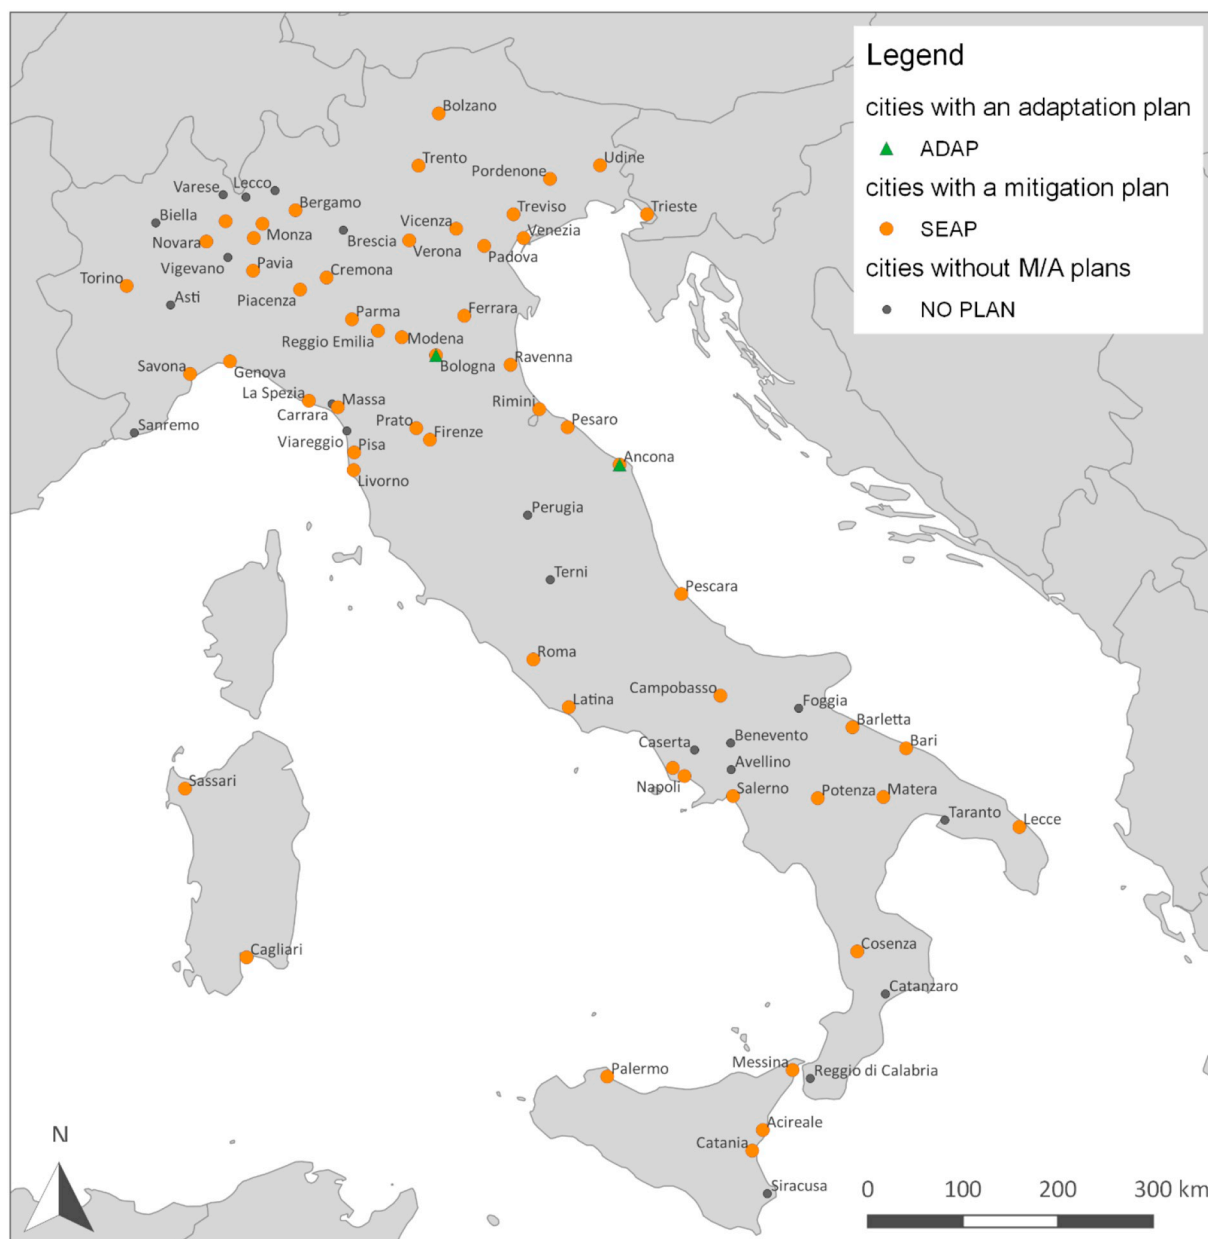 Legend
cities with an adaptation plan
ADAP
cities with a mitigation plan
SEAP
cities without M/A plans
NO PLAN
Bolzano
Trento
Udine
Pordenone
Varese
Lecco
Bergamo
Biella
Treviso
Trieste
Vicenza
Monza
Brescia
Venezia
Novara
Verona
Padova
Vigevano
Pavia
Cremona
Torino
Piacenza
Asti
Parma
Ferrara
Reggio Emilia
Modena
Bologna
Ravenna
Savona
Genova
La Spezia
Massa
Carrara
Rimini
Prato
Pesaro
Sanremo
Viareggio
Firenze
Pisa
Ancona
Livorno
Perugia
Terni
Pescara
Roma
Campobasso
Latina
Foggia
Barletta
Benevento
Caserta
Bari
Avellino
Sassari
Napoli
Salerno
Potenza
Matera
Taranto
Lecce
Cosenza
Cagliari
Catanzaro
Messina
Palermo
Reggio di Calabria
Acireale
Catania
Siracusa
N
0 100 200 300 km